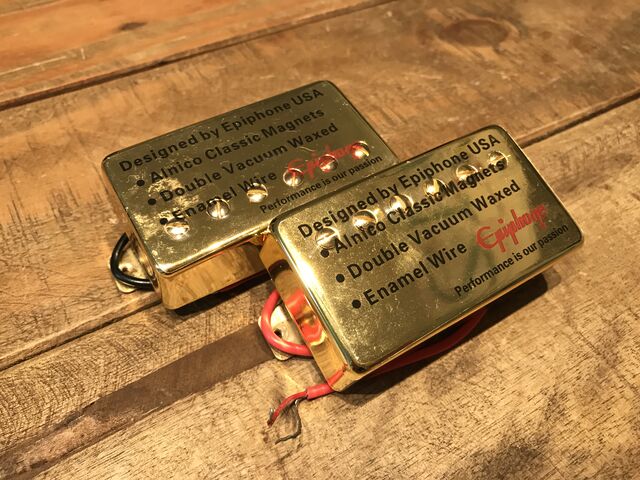 Designed by Epiphone USA
• Alnico Classic Magnets
• Double Vacuum Waxed
• Enamel Wire
Epiphone
Performance is our passion
Designed by Epiphone USA
• Alnico Classic Magnets
• Double Vacuum Waxed
• Enamel Wire
Epiphone
Performance is our passion